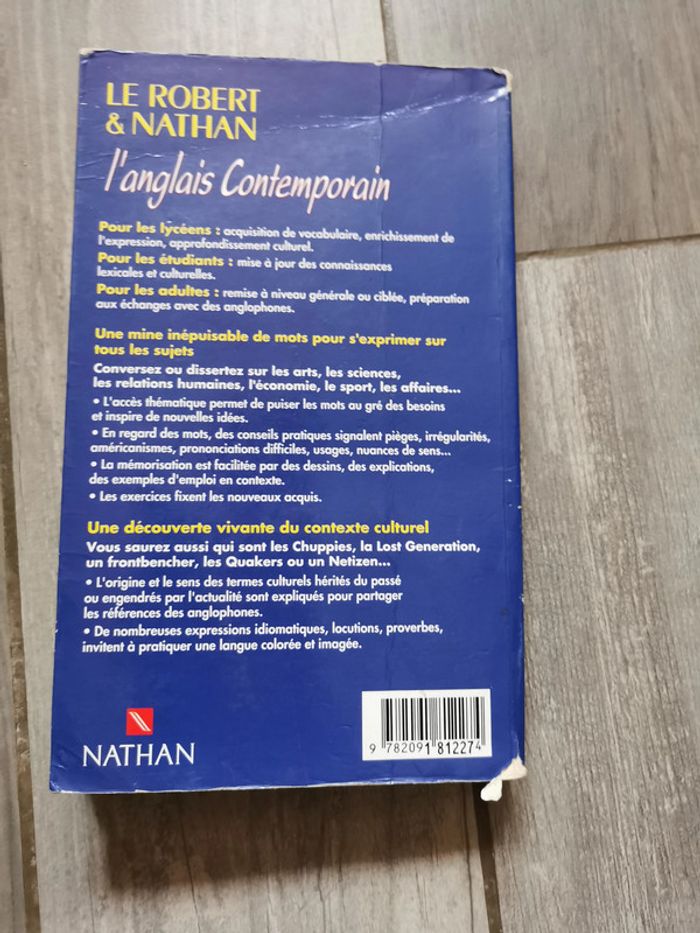 LE ROBERT
& NATHAN
l'anglais Contemporain
Pour les lycéens : acquisition de vocabulaire, enrichissement de
l'expression, approfondissement culturel.
Pour les étudiants : mise à jour des connaissances
lexicales et culturelles.
Pour les adultes : remise à niveau générale ou ciblée, préparation
aux échanges avec des anglophones.
Une mine inépuisable de mots pour s'exprimer sur
tous les sujets
Conversez ou dissertez sur les arts, les sciences,
les relations humaines, l'économie, le sport, les affaires...
• L'accès thématique permet de puiser les mots au gré des besoins
et inspire de nouvelles idées.
• En regard des mots, des conseils pratiques signalent pièges, irrégularités,
américanismes, prononciations difficiles, usages, nuances de sens...
• La mémorisation est facilitée par des dessins, des explications,
des exemples d'emploi en contexte.
• Les exercices fixent les nouveaux acquis.
Une découverte vivante du contexte culturel
Vous saurez aussi qui sont les Chuppies, la Lost Generation,
un frontbencher, les Quakers ou un Netizen...
• L'origine et le sens des termes culturels hérités du passé
ou engendrés par l'actualité sont expliqués pour partager
les références des anglophones.
• De nombreuses expressions idiomatiques, locutions, proverbes,
invitent à pratiquer une langue colorée et imagée.
NATHAN
9 782091 812274